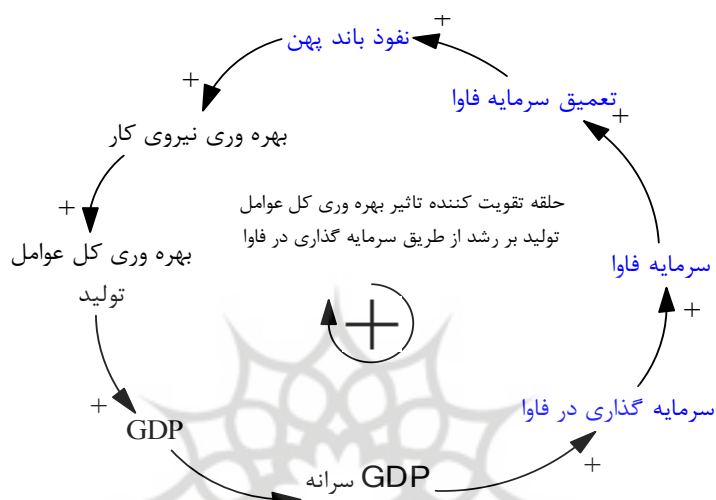 +
نفوذ باند پهن
+
تعمیق سرمایه فاوا
+
بهره وری نیروی کار
+
حلقه تقویت کننده تاثیر بهره وری کل عوامل
تولید بر رشد از طریق سرمایه گذاری در فاوا
بهره وری کل عوامل
تولید
سرمایه فاوا
+
+
سرمایه گذاری در فاوا
+
GDP
GDP سرانه
+